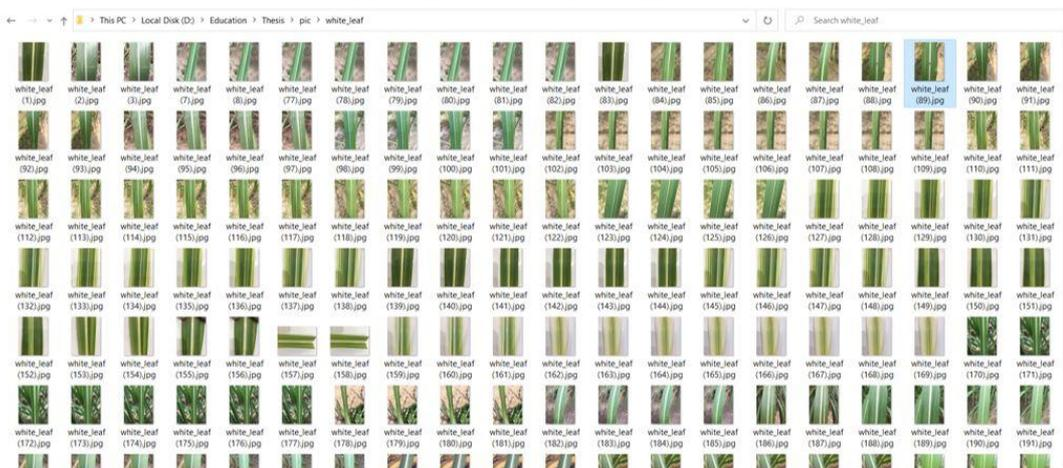 This PC > Local Disk (D:) > Education > Thesis > pic > white_leaf
Search white_leaf
white_leaf white_leaf white_leaf white_leaf white_leaf white_leaf white_leaf white_leaf white_leaf white_leaf white_leaf white_leaf white_leaf white_leaf white_leaf white_leaf white_leaf white_leaf white_leaf white_leaf
(1).jpg (2).jpg (3).jpg (7).jpg (8).jpg (77).jpg (78).jpg (79).jpg (80).jpg (81).jpg (82).jpg (83).jpg (84).jpg (85).jpg (86).jpg (87).jpg (88).jpg (89).jpg (90).jpg (91).jpg
white_leaf white_leaf white_leaf white_leaf white_leaf white_leaf white_leaf white_leaf white_leaf white_leaf white_leaf white_leaf white_leaf white_leaf white_leaf white_leaf white_leaf white_leaf white_leaf white_leaf
(92).jpg (93).jpg (94).jpg (95).jpg (96).jpg (97).jpg (98).jpg (99).jpg (100).jpg (101).jpg (102).jpg (103).jpg (104).jpg (105).jpg (106).jpg (107).jpg (108).jpg (109).jpg (110).jpg (111).jpg
white_leaf white_leaf white_leaf white_leaf white_leaf white_leaf white_leaf white_leaf white_leaf white_leaf white_leaf white_leaf white_leaf white_leaf white_leaf white_leaf white_leaf white_leaf white_leaf white_leaf
(112).jpg (113).jpg (114).jpg (115).jpg (116).jpg (117).jpg (118).jpg (119).jpg (120).jpg (121).jpg (122).jpg (123).jpg (124).jpg (125).jpg (126).jpg (127).jpg (128).jpg (129).jpg (130).jpg (131).jpg
white_leaf white_leaf white_leaf white_leaf white_leaf white_leaf white_leaf white_leaf white_leaf white_leaf white_leaf white_leaf white_leaf white_leaf white_leaf white_leaf white_leaf white_leaf white_leaf white_leaf
(132).jpg (133).jpg (134).jpg (135).jpg (136).jpg (137).jpg (138).jpg (139).jpg (140).jpg (141).jpg (142).jpg (143).jpg (144).jpg (145).jpg (146).jpg (147).jpg (148).jpg (149).jpg (150).jpg (151).jpg
white_leaf white_leaf white_leaf white_leaf white_leaf white_leaf white_leaf white_leaf white_leaf white_leaf white_leaf white_leaf white_leaf white_leaf white_leaf white_leaf white_leaf white_leaf white_leaf white_leaf
(152).jpg (153).jpg (154).jpg (155).jpg (156).jpg (157).jpg (158).jpg (159).jpg (160).jpg (161).jpg (162).jpg (163).jpg (164).jpg (165).jpg (166).jpg (167).jpg (168).jpg (169).jpg (170).jpg (171).jpg
white_leaf white_leaf white_leaf white_leaf white_leaf white_leaf white_leaf white_leaf white_leaf white_leaf white_leaf white_leaf white_leaf white_leaf white_leaf white_leaf white_leaf white_leaf white_leaf white_leaf
(172).jpg (173).jpg (174).jpg (175).jpg (176).jpg (177).jpg (178).jpg (179).jpg (180).jpg (181).jpg (182).jpg (183).jpg (184).jpg (185).jpg (186).jpg (187).jpg (188).jpg (189).jpg (190).jpg (191).jpg